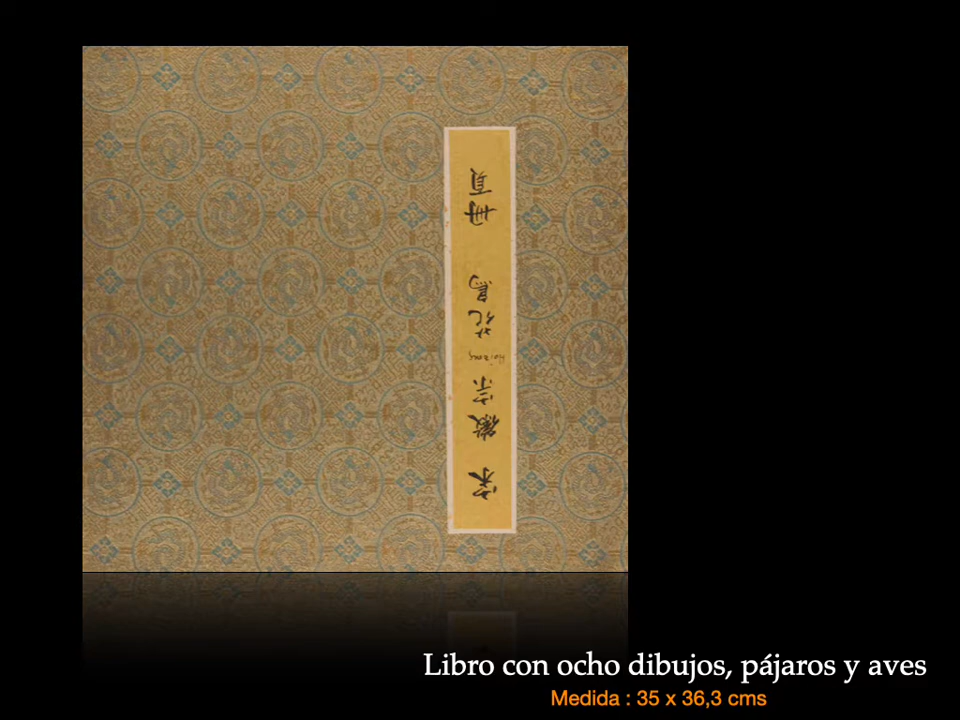 宋徽宗花鳥冊頁
Huizong
Libro con ocho dibujos, pájaros y aves
Medida : 35 x 36,3 cms